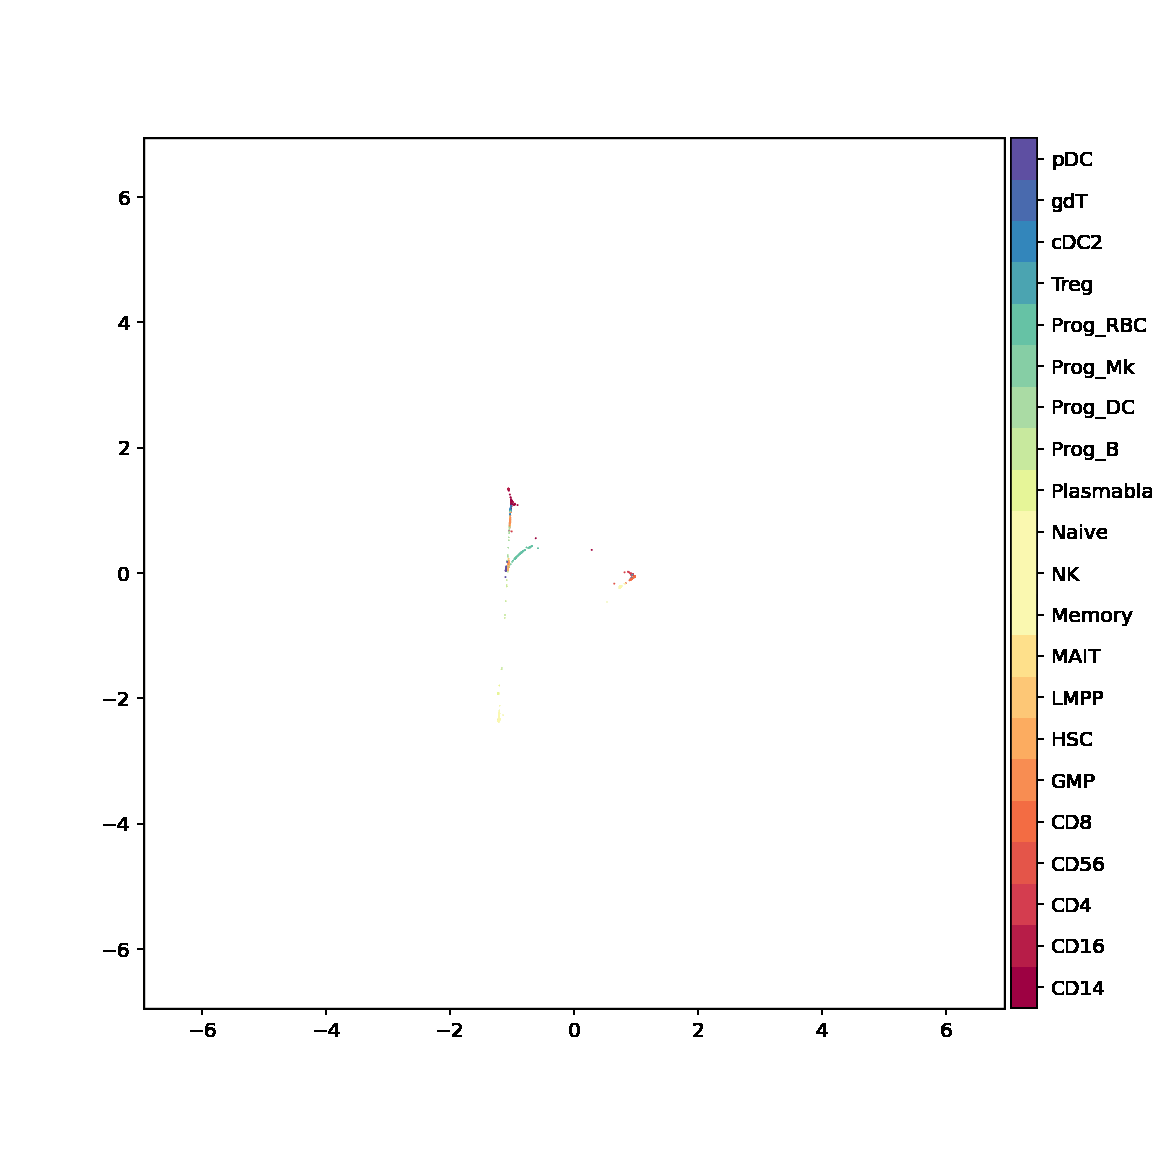 6
4
2
0
−2
−4
−6
−6
−4
−2
0
2
4
6
pDC
gdT
cDC2
Treg
Prog_RBC
Prog_Mk
Prog_DC
Prog_B
Plasmabla
Naive
NK
Memory
MAIT
LMPP
HSC
GMP
CD8
CD56
CD4
CD16
CD14